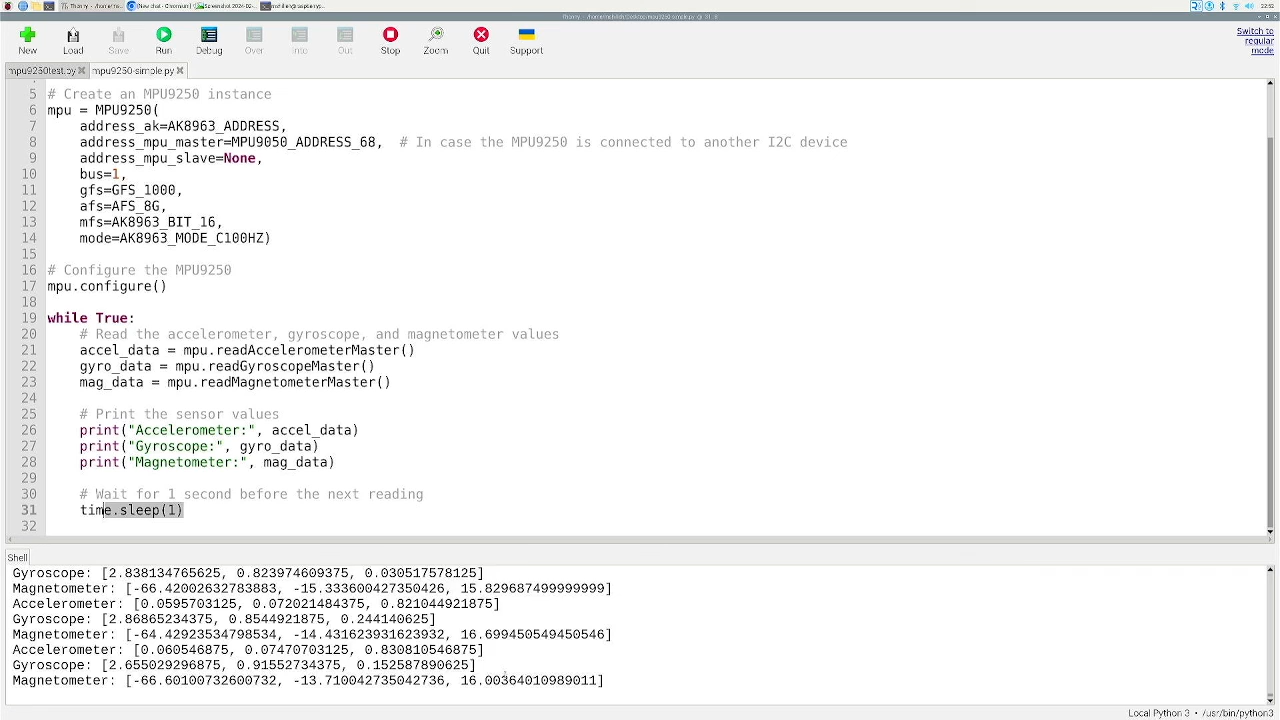 New Load Save Run Debug Over Into Out Stop Zoom Quit Support
Switch to
regular
mode
mpu9250test.py mpu9250-simple.py
5 # Create an MPU9250 instance
6 mpu = MPU9250(
7 address_ak=AK8963_ADDRESS,
8 address_mpu_master=MPU9050_ADDRESS_68, # In case the MPU9250 is connected to another I2C device
9 address_mpu_slave=None,
10 bus=1,
11 gfs=GFS_1000,
12 afs=AFS_8G,
13 mfs=AK8963_BIT_16,
14 mode=AK8963_MODE_C100HZ)
15
16 # Configure the MPU9250
17 mpu.configure()
18
19 while True:
20 # Read the accelerometer, gyroscope, and magnetometer values
21 accel_data = mpu.readAccelerometerMaster()
22 gyro_data = mpu.readGyroscopeMaster()
23 mag_data = mpu.readMagnetometerMaster()
24
25 # Print the sensor values
26 print("Accelerometer:", accel_data)
27 print("Gyroscope:", gyro_data)
28 print("Magnetometer:", mag_data)
29
30 # Wait for 1 second before the next reading
31 time.sleep(1)
32
Shell
Gyroscope: [2.838134765625, 0.823974609375, 0.030517578125]
Magnetometer: [-66.42002632783883, -15.333600427350426, 15.829687499999999]
Accelerometer: [0.0595703125, 0.072021484375, 0.821044921875]
Gyroscope: [2.86865234375, 0.8544921875, 0.244140625]
Magnetometer: [-64.42923534798534, -14.431623931623932, 16.699450549450546]
Accelerometer: [0.060546875, 0.07470703125, 0.830810546875]
Gyroscope: [2.655029296875, 0.91552734375, 0.152587890625]
Magnetometer: [-66.60100732600732, -13.710042735042736, 16.00364010989011]
Local Python 3 • /usr/bin/python3